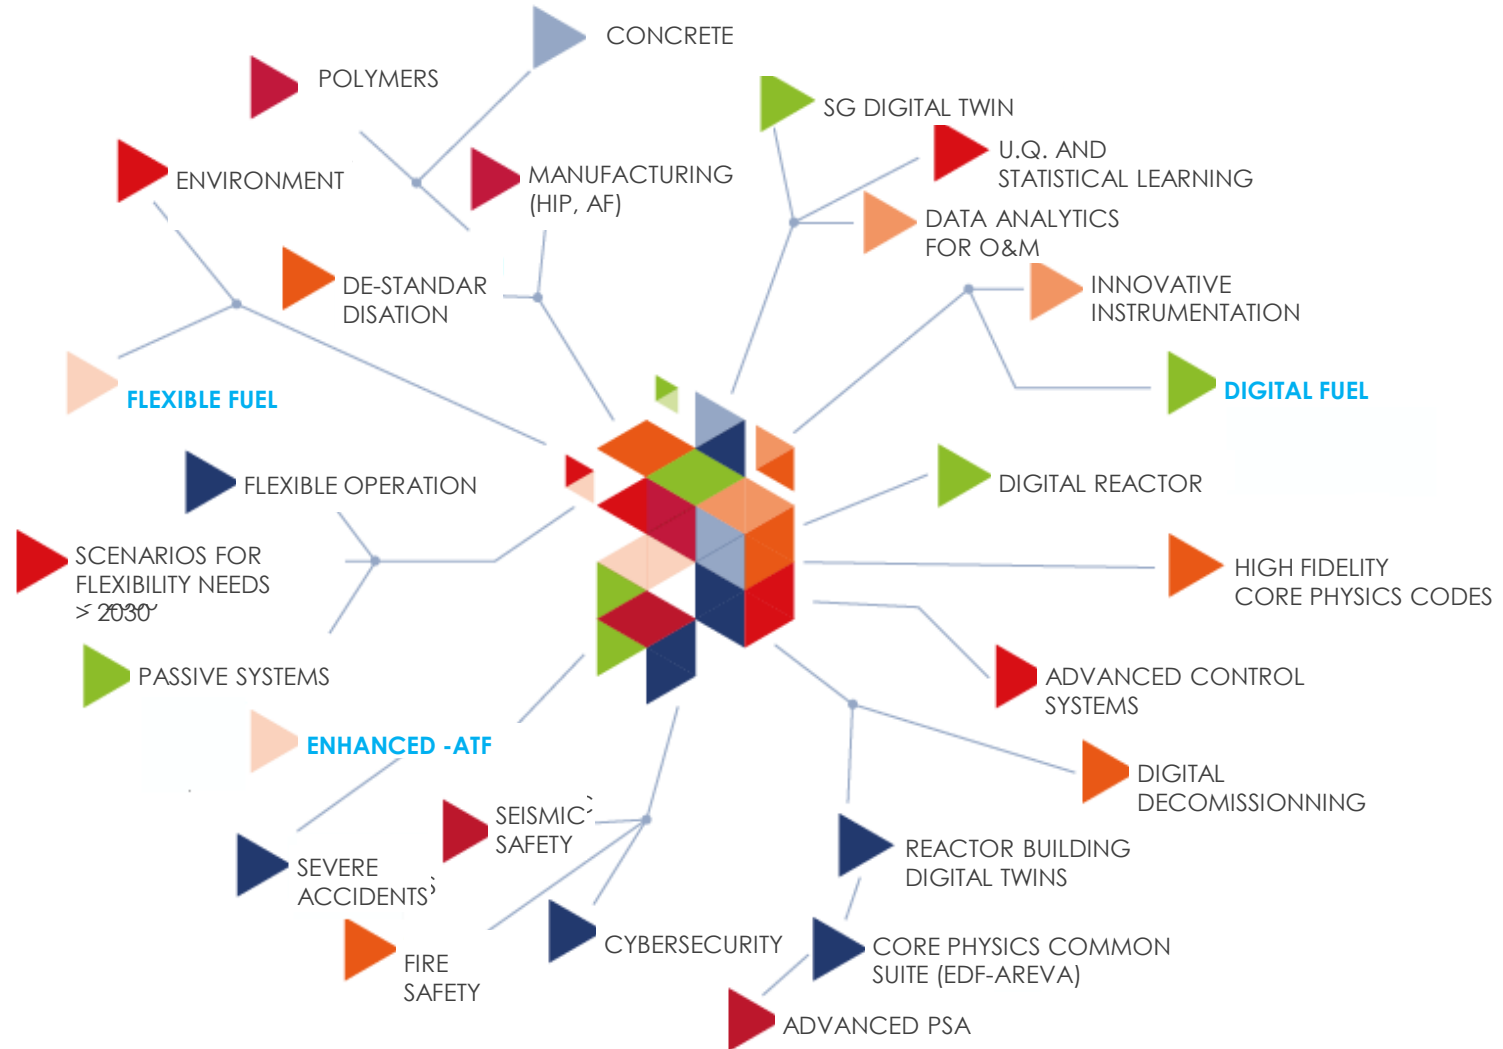 CONCRETE
POLYMERS
SG DIGITAL TWIN
U.Q. AND
STATISTICAL LEARNING
ENVIRONMENT
MANUFACTURING
(HIP, AF)
DATA ANALYTICS
FOR O&M
DE-STANDAR
DISATION
INNOVATIVE
INSTRUMENTATION
FLEXIBLE FUEL
DIGITAL FUEL
FLEXIBLE OPERATION
DIGITAL REACTOR
SCENARIOS FOR
FLEXIBILITY NEEDS
> 2030
HIGH FIDELITY
CORE PHYSICS CODES
PASSIVE SYSTEMS
ADVANCED CONTROL
SYSTEMS
ENHANCED -ATF
DIGITAL
DECOMISSIONNING
SEISMIC
SAFETY
SEVERE
ACCIDENTS
REACTOR BUILDING
DIGITAL TWINS
FIRE
SAFETY
CYBERSECURITY
CORE PHYSICS COMMON
SUITE (EDF-AREVA)
ADVANCED PSA